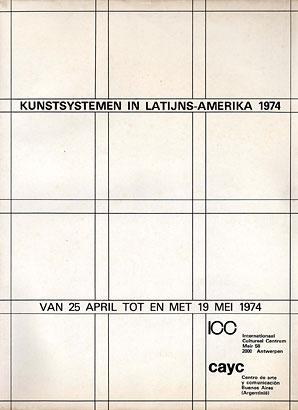 KUNSTSYSTEMEN IN LATIJNS-AMERIKA 1974
VAN 25 APRIL TOT EN MET 19 MEI 1974
ICC
Internationaal
Cultureel Centrum
Meir 50
2000 Antwerpen
cayc
Centro de arte
y comunicación
Buenos Aires
(Argentinië)